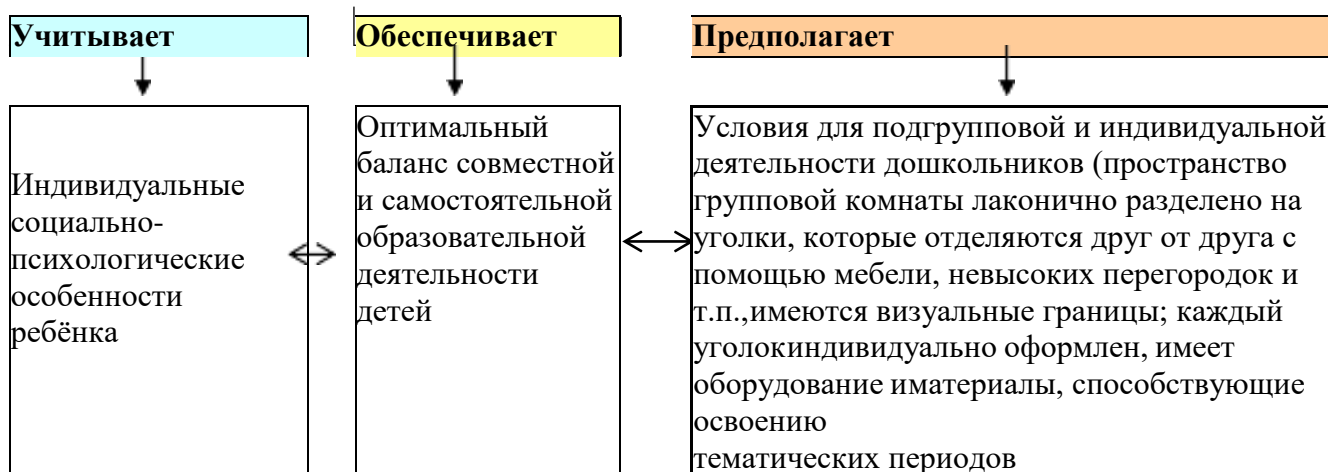 Учитывает
Обеспечивает
Предполагает
Индивидуальные
социально-
психологические
особенности
ребёнка
Оптимальный
баланс совместной
и самостоятельной
образовательной
деятельности
детей
Условия для подгрупповой и индивидуальной
деятельности дошкольников (пространство
групповой комнаты лаконично разделено на
уголки, которые отделяются друг от друга с
помощью мебели, невысоких перегородок и
т.п.,имеются визуальные границы; каждый
уголокиндивидуально оформлен, имеет
оборудование иматериалы, способствующие
освоению
тематических периодов